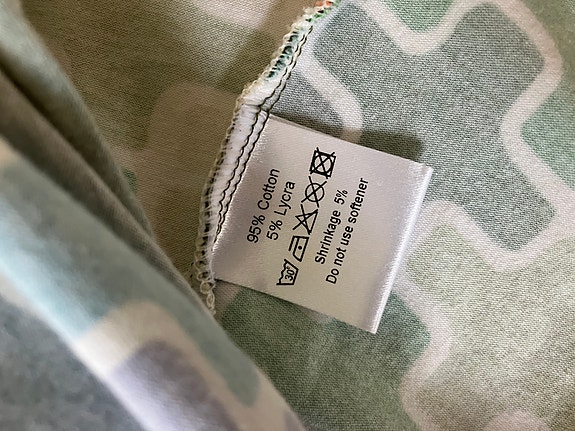 95% Cotton
5% Lycra
30
Shrinkage 5%
Do not use softener